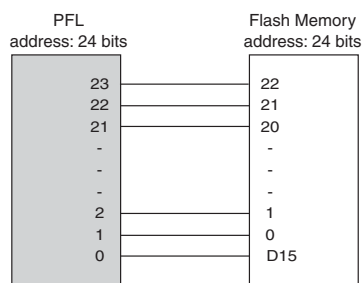 PFL Flash Memory
address: 24 bits address: 24 bits
23 22
22 21
21 20
- -
- -
- -
2 1
1 0
0 D15